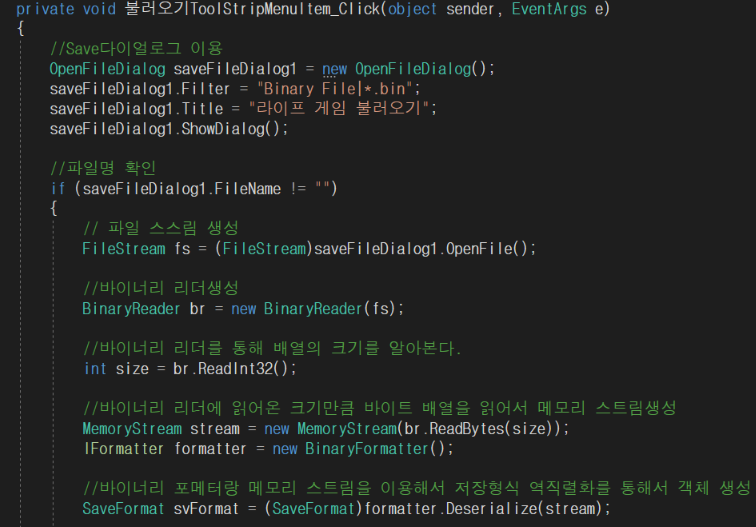 private void 불러오기ToolStripMenuItem_Click(object sender, EventArgs e)
{
//Save다이얼로그 이용
OpenFileDialog saveFileDialog1 = new OpenFileDialog();
saveFileDialog1.Filter = "Binary File|*.bin";
saveFileDialog1.Title = "라이프 게임 불러오기";
saveFileDialog1.ShowDialog();
//파일명 확인
if (saveFileDialog1.FileName != "")
{
// 파일 스스림 생성
FileStream fs = (FileStream)saveFileDialog1.OpenFile();
//바이너리 리더생성
BinaryReader br = new BinaryReader(fs);
//바이너리 리더를 통해 배열의 크기를 알아본다.
int size = br.ReadInt32();
//바이너리 리더에 읽어온 크기만큼 바이트 배열을 읽어서 메모리 스트림생성
MemoryStream stream = new MemoryStream(br.ReadBytes(size));
IFormatter formatter = new BinaryFormatter();
//바이너리 포메터랑 메모리 스트림을 이용해서 저장형식 역직렬화를 통해서 객체 생성
SaveFormat svFormat = (SaveFormat)formatter.Deserialize(stream);